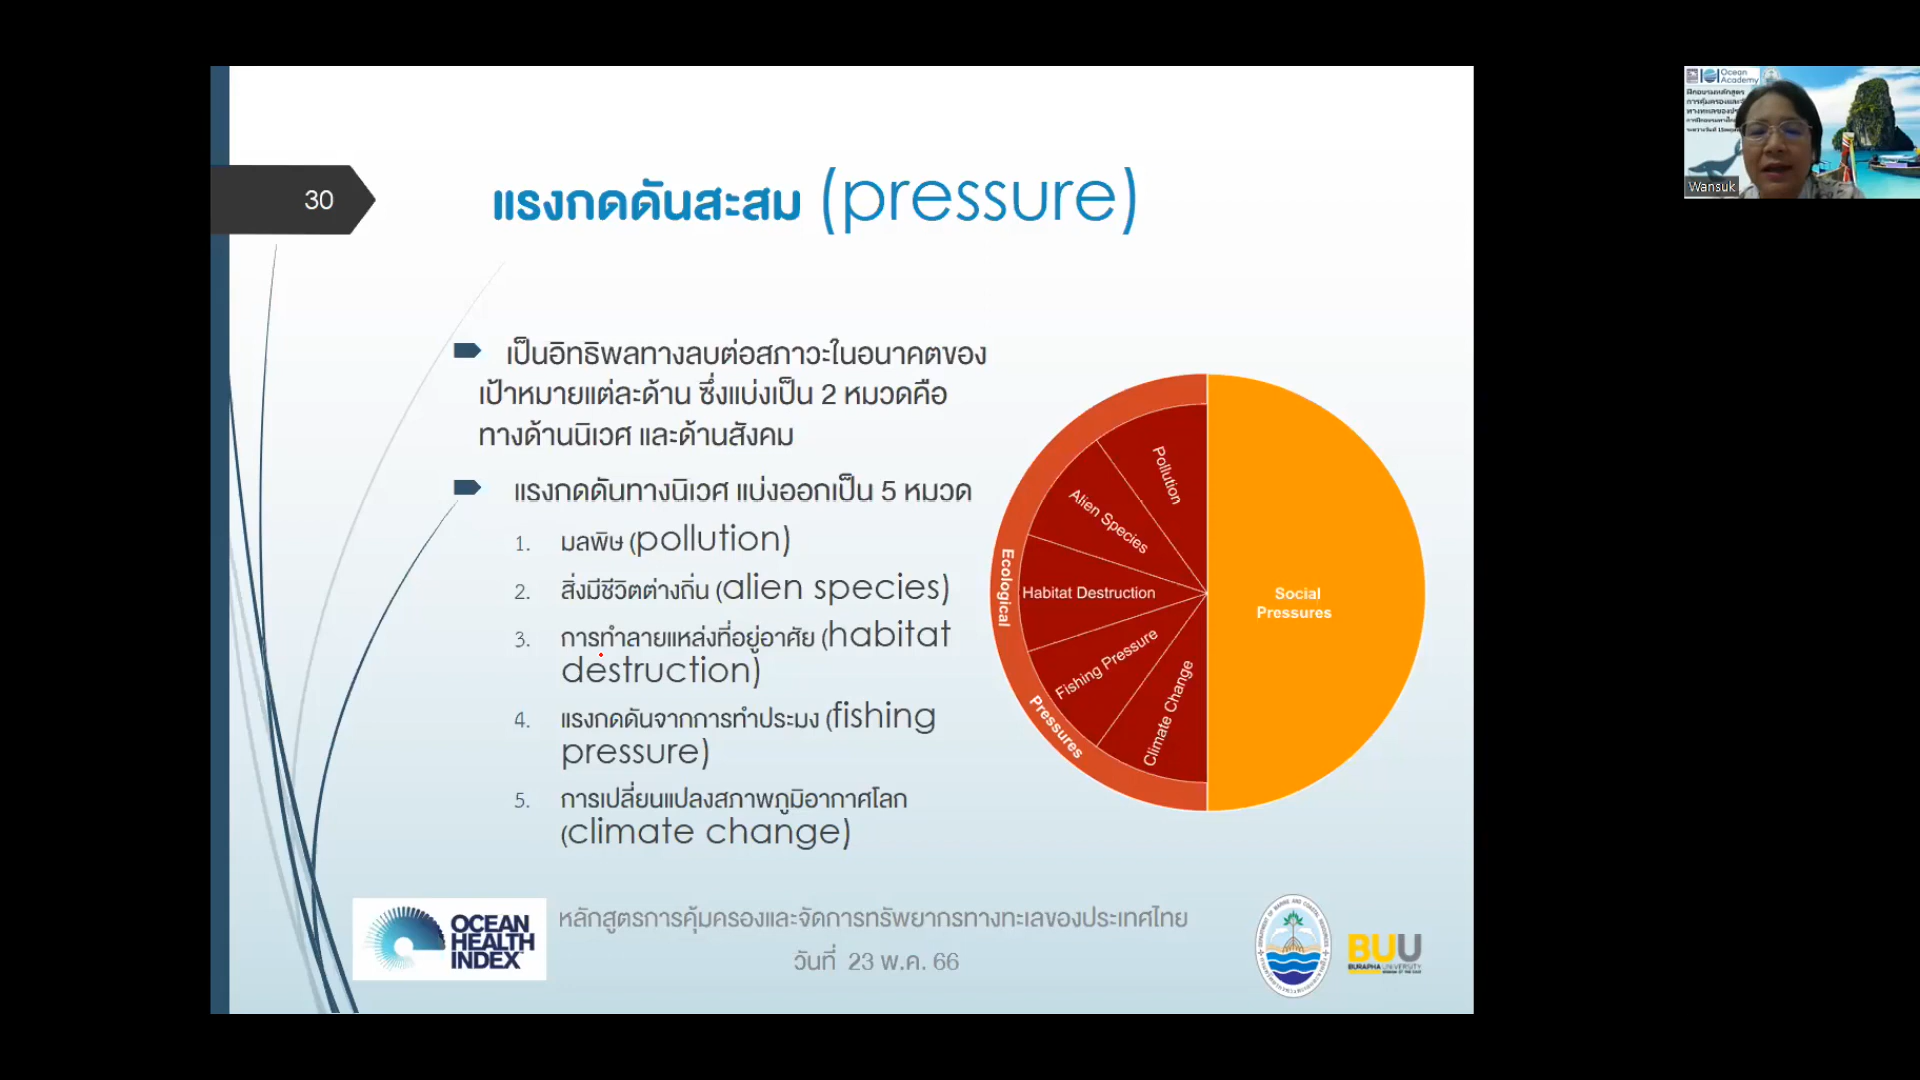 30
แรงกดดันสะสม (pressure)
เป็นอิทธิพลทางลบต่อสภาวะในอนาคตของ
เป้าหมายแต่ละด้าน ซึ่งแบ่งเป็น 2 หมวดคือ
ทางด้านนิเวศ และด้านสังคม
แรงกดดันทางนิเวศ แบ่งออกเป็น 5 หมวด
1. มลพิษ (pollution)
2. สิ่งมีชีวิตต่างถิ่น (alien species)
3. การทำลายแหล่งที่อยู่อาศัย (habitat
destruction)
4. แรงกดดันจากการทำประมง (fishing
pressure)
5. การเปลี่ยนแปลงสภาพภูมิอากาศโลก
(climate change)
Pollution
Alien Species
Habitat Destruction
Fishing Pressure
Climate Change
Ecological
Pressures
Social
Pressures
OCEAN
HEALTH
INDEX
หลักสูตรการคุ้มครองและจัดการทรัพยากรทางทะเลของประเทศไทย
วันที่ 23 พ.ค. 66
BUU
BURAPHA UNIVERSITY
Ocean
Academy
Wansuk